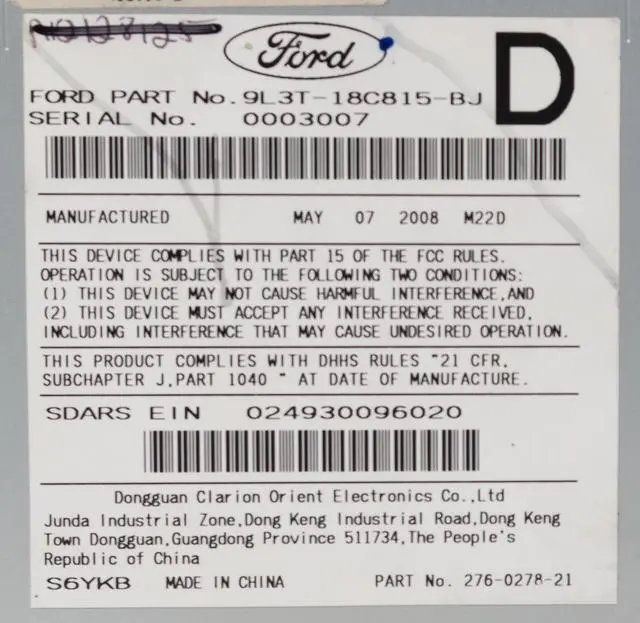 Ford
D
FORD PART No. 9L3T-18C815-BJ
SERIAL No. 0003007
MANUFACTURED MAY 07 2008 M22D
THIS DEVICE COMPLIES WITH PART 15 OF THE FCC RULES.
OPERATION IS SUBJECT TO THE FOLLOWING TWO CONDITIONS:
(1) THIS DEVICE MAY NOT CAUSE HARMFUL INTERFERENCE,AND
(2) THIS DEVICE MUST ACCEPT ANY INTERFERENCE RECEIVED,
INCLUDING INTERFERENCE THAT MAY CAUSE UNDESIRED OPERATION.
THIS PRODUCT COMPLIES WITH DHHS RULES "21 CFR,
SUBCHAPTER J,PART 1040 " AT DATE OF MANUFACTURE.
SDARS EIN 024930096020
Dongguan Clarion Orient Electronics Co.,Ltd
Junda Industrial Zone,Dong Keng Industrial Road,Dong Keng
Town Dongguan,Guangdong Province 511734,The People's
Republic of China
S6YKB MADE IN CHINA PART No. 276-0278-21